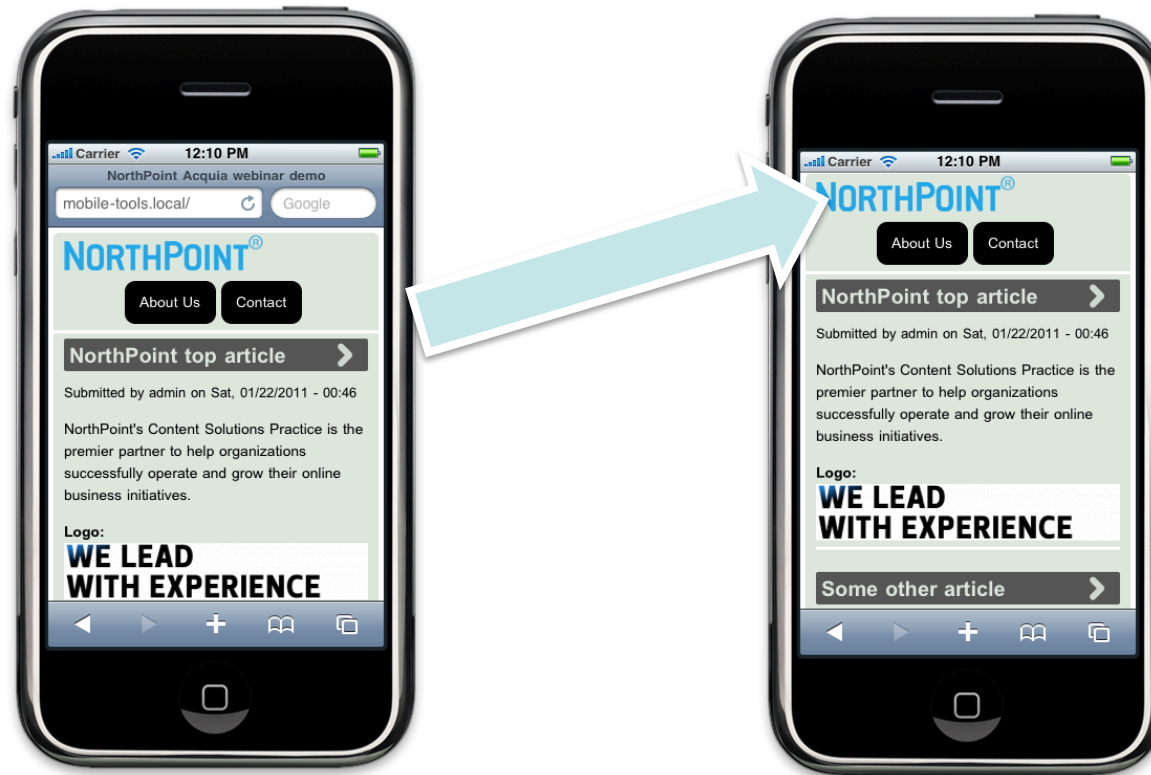 Carrier 12:10 PM
NorthPoint Acquia webinar demo
mobile-tools.local/ Google
NORTHPOINT®
About Us Contact
NorthPoint top article
Submitted by admin on Sat, 01/22/2011 - 00:46
NorthPoint's Content Solutions Practice is the
premier partner to help organizations
successfully operate and grow their online
business initiatives.
Logo:
WE LEAD
WITH EXPERIENCE
Carrier 12:10 PM
NORTHPOINT®
About Us Contact
NorthPoint top article
Submitted by admin on Sat, 01/22/2011 - 00:46
NorthPoint's Content Solutions Practice is the
premier partner to help organizations
successfully operate and grow their online
business initiatives.
Logo:
WE LEAD
WITH EXPERIENCE
Some other article